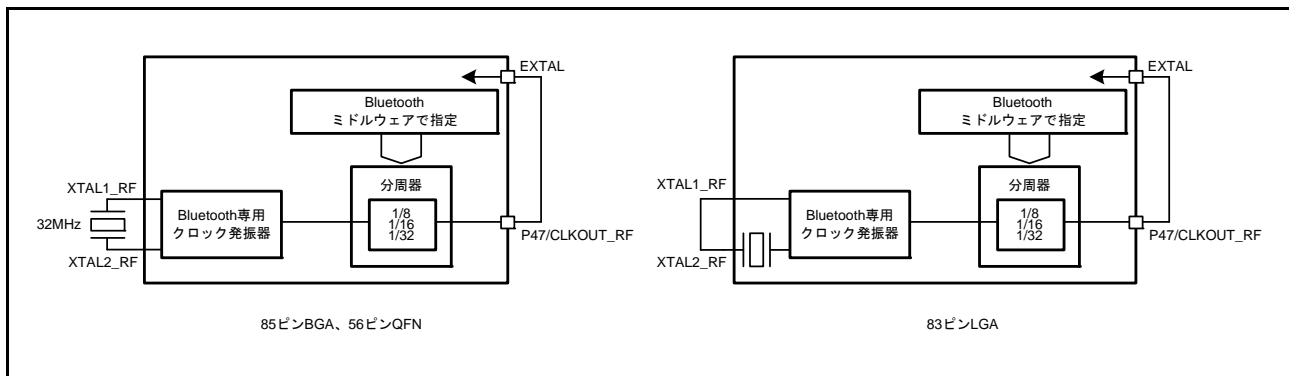 EXTAL
Bluetooth
ミドルウェアで指定
分周器
XTAL1_RF
32MHz
XTAL2_RF
Bluetooth専用
クロック発振器
1/8
1/16
1/32
P47/CLKOUT_RF
85ピンBGA、56ピンQFN
EXTAL
Bluetooth
ミドルウェアで指定
分周器
XTAL1_RF
XTAL2_RF
Bluetooth専用
クロック発振器
1/8
1/16
1/32
P47/CLKOUT_RF
83ピンLGA